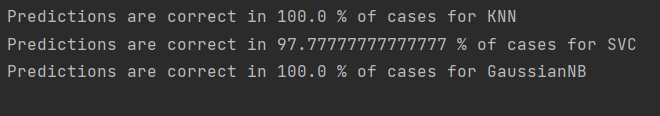 Predictions are correct in 100.0 % of cases for KNN
Predictions are correct in 97.77777777777777 % of cases for SVC
Predictions are correct in 100.0 % of cases for GaussianNB